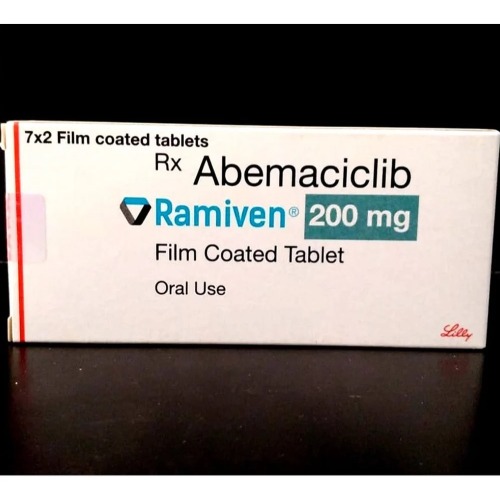 7x2 Film coated tablets
Rx Abemaciclib
Ramiven® 200 mg
Film Coated Tablet
Oral Use
Lilly